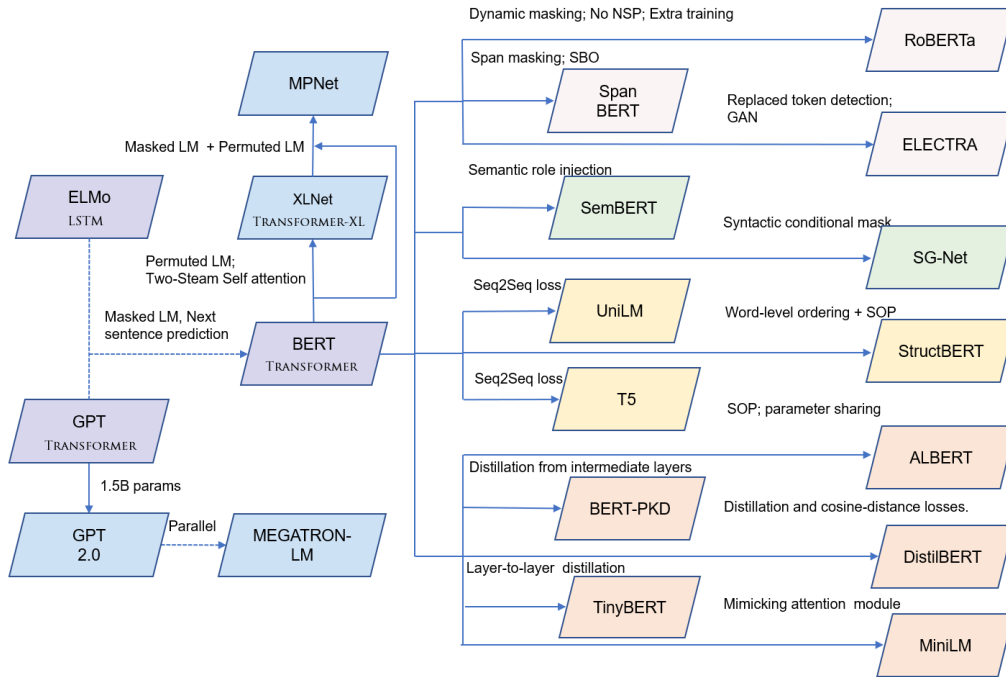 Dynamic masking; No NSP; Extra training
RoBERTa
MPNet
Span masking; SBO
Span
BERT
Replaced token detection;
GAN
ELECTRA
Masked LM + Permuted LM
ELMo
LSTM
XLNet
TRANSFORMER-XL
Semantic role injection
SemBERT
Syntactic conditional mask
SG-Net
Permuted LM;
Two-Steam Self attention
Seq2Seq loss
UniLM
Word-level ordering + SOP
StructBERT
Masked LM, Next
sentence prediction
BERT
TRANSFORMER
Seq2Seq loss
T5
SOP; parameter sharing
ALBERT
GPT
TRANSFORMER
1.5B params
Distillation from intermediate layers
BERT-PKD
Distillation and cosine-distance losses.
DistilBERT
GPT
2.0
Parallel
MEGATRON-
LM
Layer-to-layer distillation
TinyBERT
Mimicking attention module
MiniLM